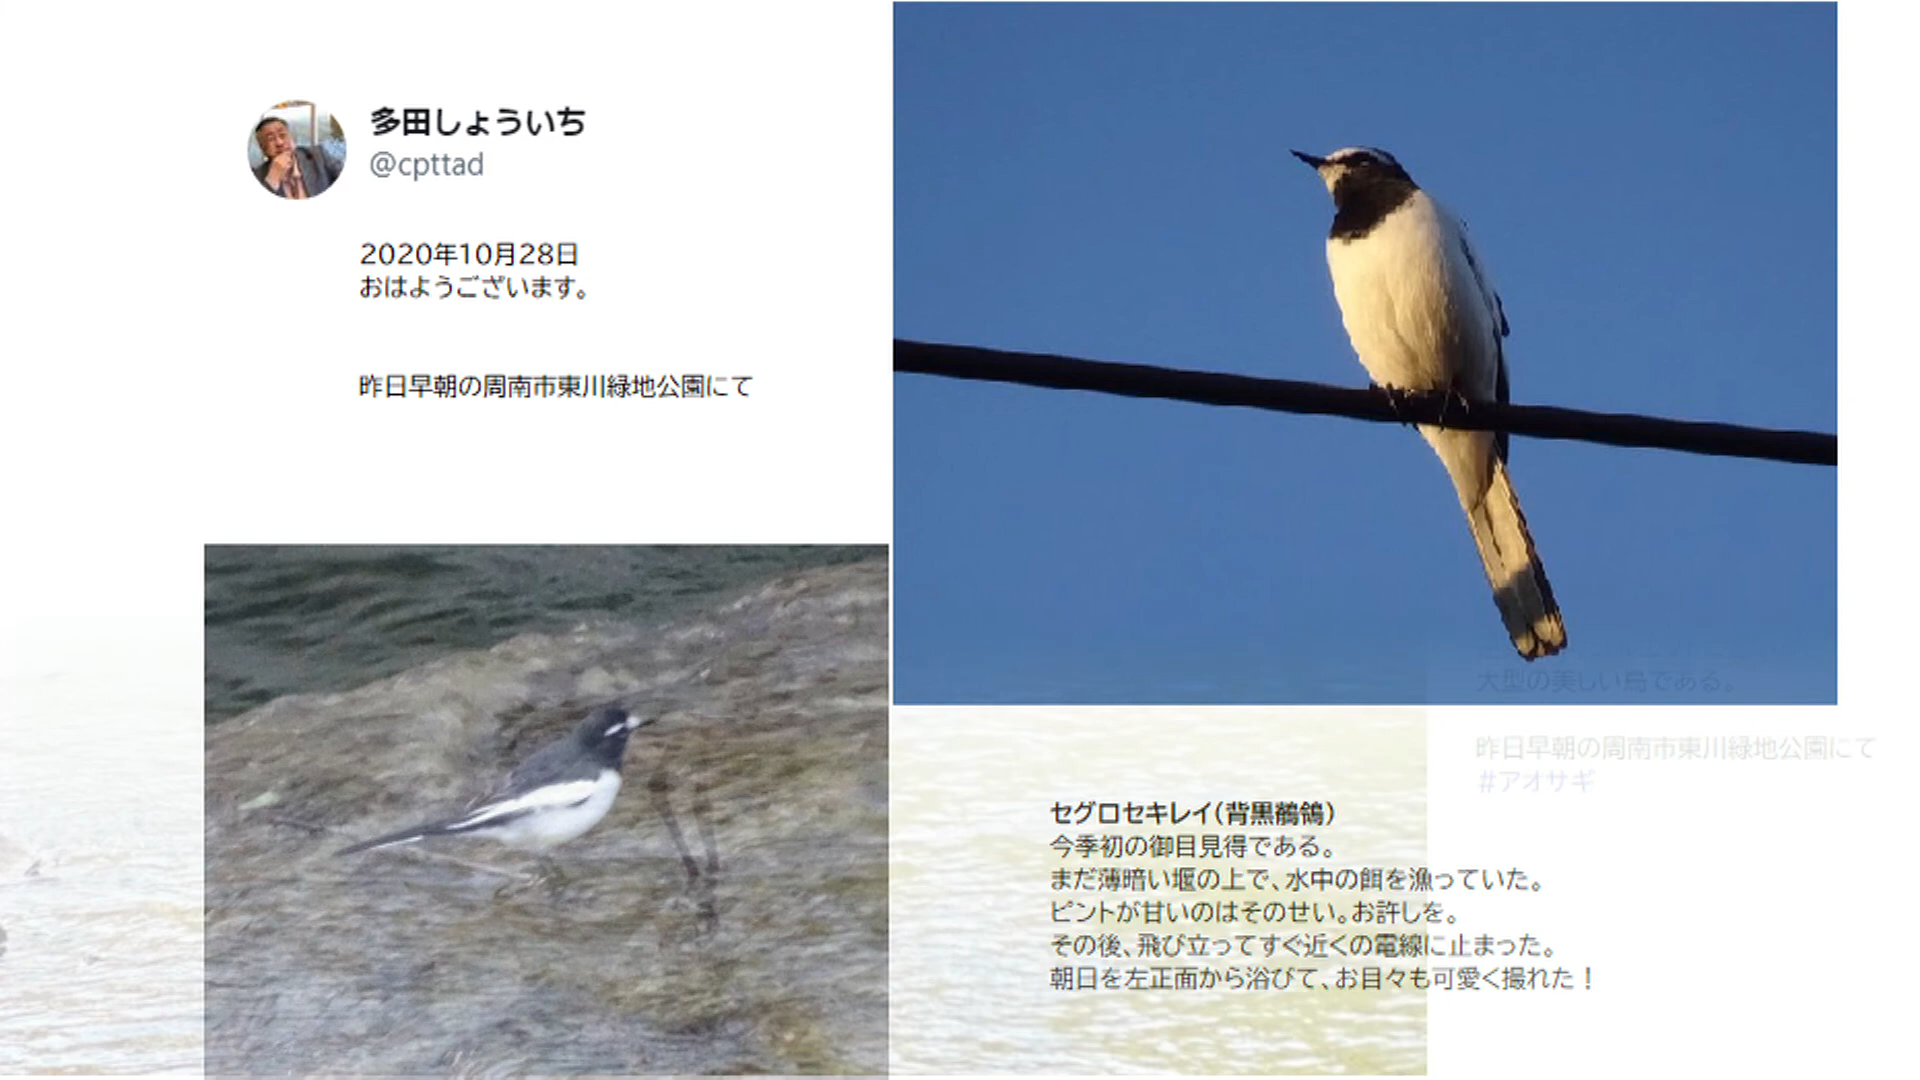 多田しょういち
@cpttad
2020年10月28日
おはようございます。
昨日早朝の周南市東川緑地公園にて
大型の美しい鳥である。
昨日早朝の周南市東川緑地公園にて
#アオサギ
セグロセキレイ(背黒鶺鴒)
今季初の御目見得である。
まだ薄暗い堰の上で、水中の餌を漁っていた。
ピントが甘いのはそのせい。お許しを。
その後、飛び立ってすぐ近くの電線に止まった。
朝日を左正面から浴びて、お目々も可愛く撮れた！